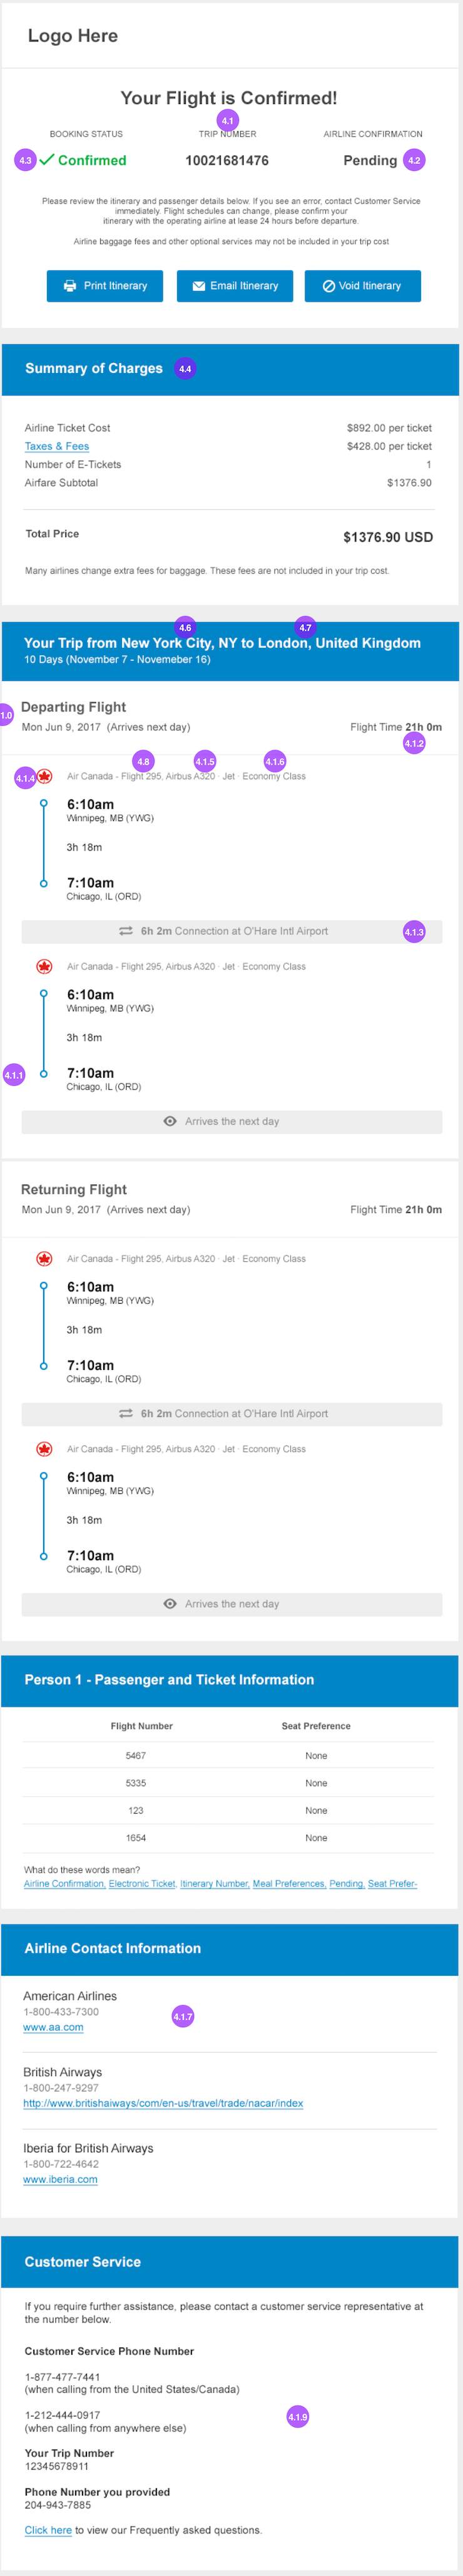 Logo Here
Your Flight is Confirmed!
4.1
BOOKING STATUS TRIP NUMBER AIRLINE CONFIRMATION
4.3 Confirmed 10021681476 Pending 4.2
Please review the itinerary and passenger details below. If you see an error, contact Customer Service
immediately. Flight schedules can change, please confirm your
itinerary with the operating airline at lease 24 hours before departure.
Airline baggage fees and other optional services may not be included in your trip cost
Print Itinerary Email Itinerary Void Itinerary
Summary of Charges 4.4
Airline Ticket Cost $892.00 per ticket
Taxes & Fees $428.00 per ticket
Number of E-Tickets 1
Airfare Subtotal $1376.90
Total Price $1376.90 USD
Many airlines change extra fees for baggage. These fees are not included in your trip cost.
4.6 4.7
Your Trip from New York City, NY to London, United Kingdom
10 Days (November 7 - Novemeber 16)
1.0 Departing Flight
Mon Jun 9, 2017 (Arrives next day) Flight Time 21h 0m
4.1.2
4.8 4.1.5 4.1.6
4.1.4 Air Canada - Flight 295, Airbus A320 · Jet · Economy Class
6:10am
Winnipeg, MB (YWG)
3h 18m
7:10am
Chicago, IL (ORD)
6h 2m Connection at O'Hare Intl Airport 4.1.3
Air Canada - Flight 295, Airbus A320 · Jet · Economy Class
6:10am
Winnipeg, MB (YWG)
3h 18m
4.1.1 7:10am
Chicago, IL (ORD)
Arrives the next day
Returning Flight
Mon Jun 9, 2017 (Arrives next day) Flight Time 21h 0m
Air Canada - Flight 295, Airbus A320 · Jet · Economy Class
6:10am
Winnipeg, MB (YWG)
3h 18m
7:10am
Chicago, IL (ORD)
6h 2m Connection at O'Hare Intl Airport
Air Canada - Flight 295, Airbus A320 · Jet · Economy Class
6:10am
Winnipeg, MB (YWG)
3h 18m
7:10am
Chicago, IL (ORD)
Arrives the next day
Person 1 - Passenger and Ticket Information
Flight Number Seat Preference
5467 None
5335 None
123 None
1654 None
What do these words mean?
Airline Confirmation, Electronic Ticket, Itinerary Number, Meal Preferences, Pending, Seat Prefer-
Airline Contact Information
American Airlines
1-800-433-7300 4.1.7
www.aa.com
British Airways
1-800-247-9297
http://www.britishaiways/com/en-us/travel/trade/nacar/index
Iberia for British Airways
1-800-722-4642
www.iberia.com
Customer Service
If you require further assistance, please contact a customer service representative at
the number below.
Customer Service Phone Number
1-877-477-7441
(when calling from the United States/Canada)
1-212-444-0917 4.1.9
(when calling from anywhere else)
Your Trip Number
12345678911
Phone Number you provided
204-943-7885
Click here to view our Frequently asked questions.